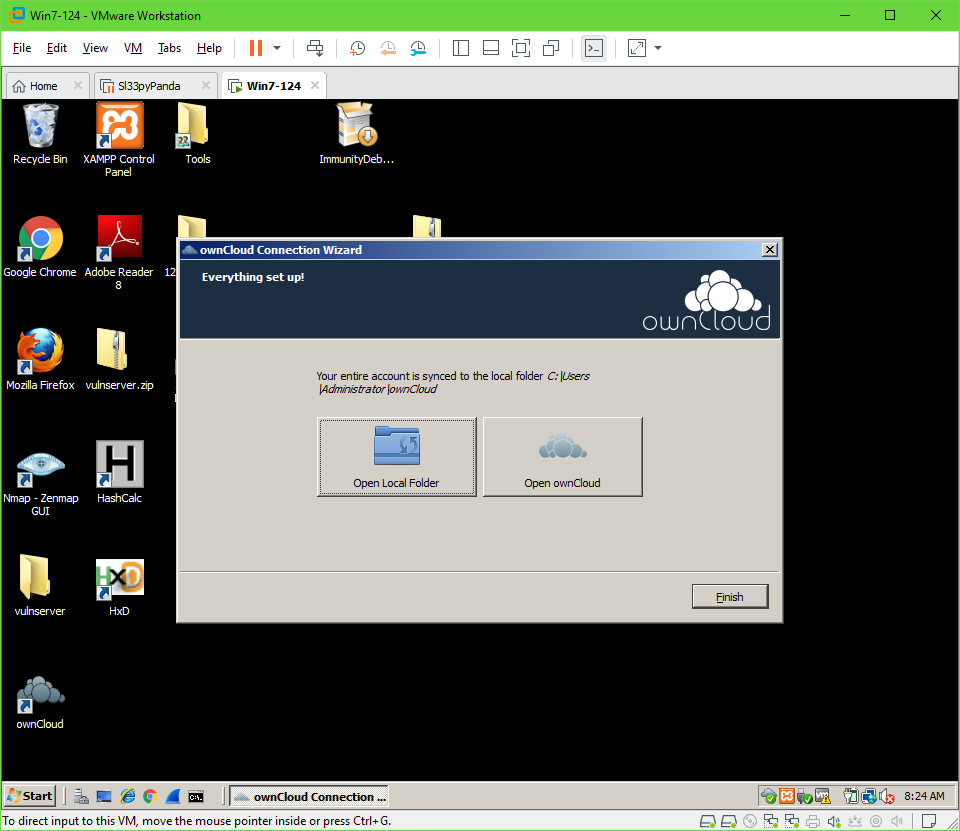 Win7-124 - VMware Workstation
File Edit View VM Tabs Help
Home Sl33pyPanda Win7-124
Recycle Bin XAMPP Control Panel Tools ImmunityDeb...
Google Chrome Adobe Reader 8 12
Mozilla Firefox vulnserver.zip
Nmap - Zenmap GUI HashCalc
vulnserver HxD
ownCloud
ownCloud Connection Wizard
Everything set up!
ownCloud
Your entire account is synced to the local folder C:\Users
\Administrator\ownCloud
Open Local Folder Open ownCloud
Finish
Start ownCloud Connection ... 8:24 AM
To direct input to this VM, move the mouse pointer inside or press Ctrl+G.